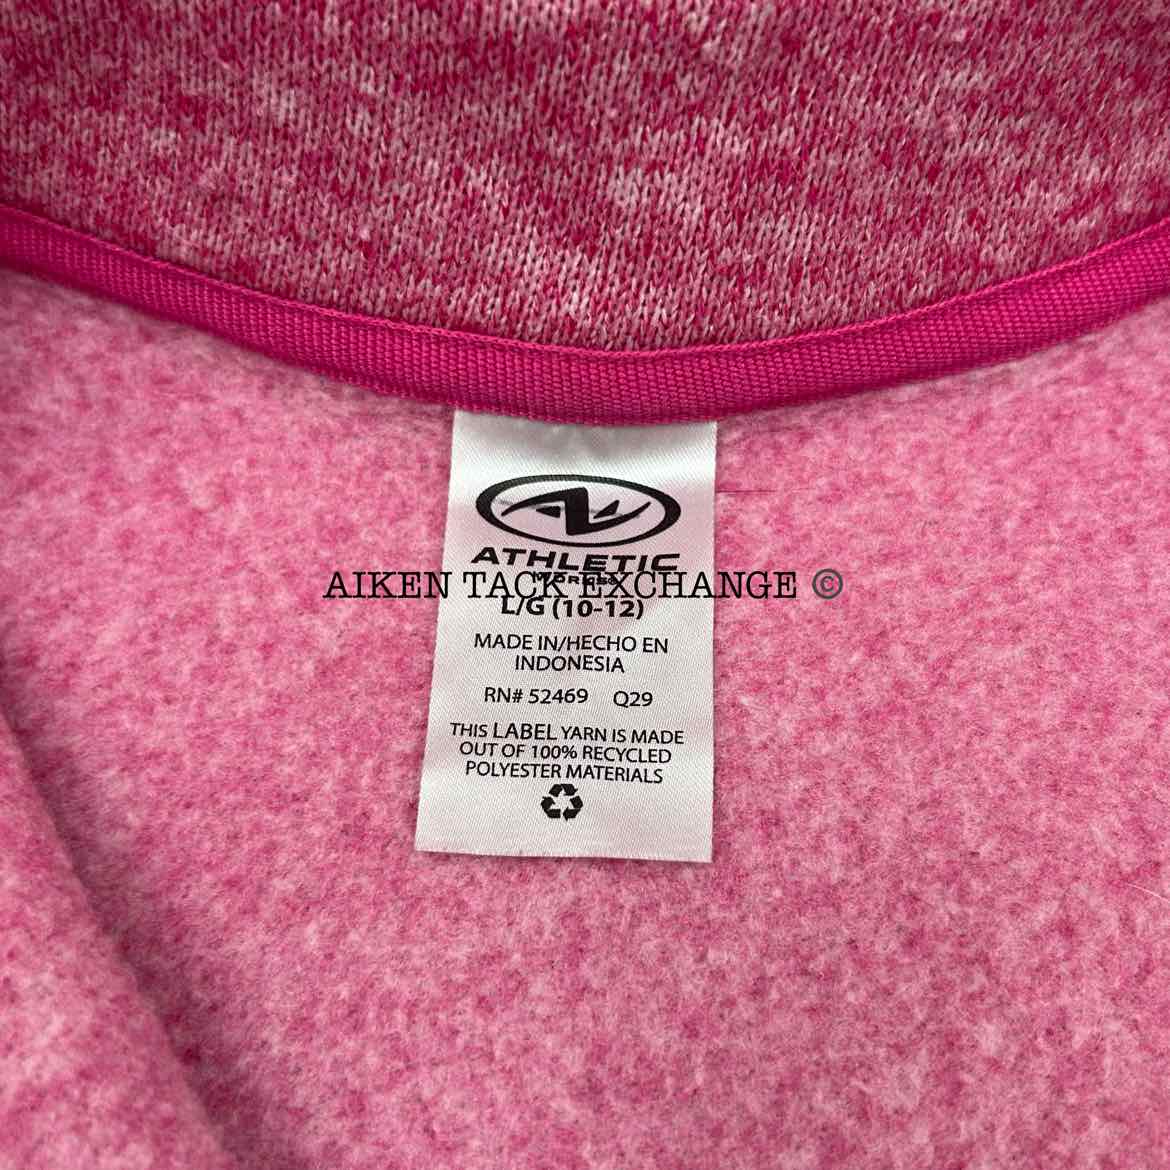 ATHLETIC
WORKS
AIKEN TACK EXCHANGE ©
L/G (10-12)
MADE IN/HECHO EN
INDONESIA
RN# 52469 Q29
THIS LABEL YARN IS MADE
OUT OF 100% RECYCLED
POLYESTER MATERIALS